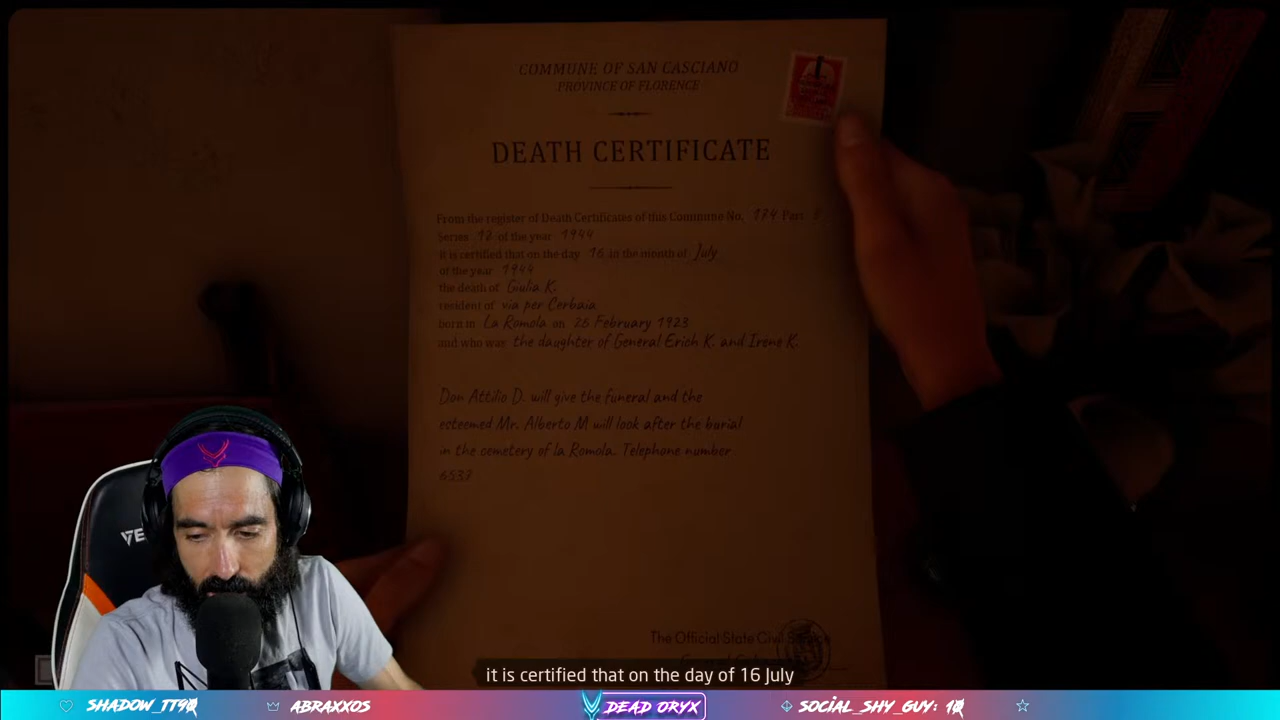 COMMUNE OF SAN CASCIANO
PROVINCE OF FLORENCE
DEATH CERTIFICATE
From the register of Death Certificates of this Commune No. 174 Part
Series 12 of the year 1944
it is certified that on the day 16 in the month of July
of the year 1944
the death of Giulia K.
resident of via per Cerbaia
born in La Romola on 25 February 1923
and who was the daughter of General Erich K. and Irene K.
Don Attilio D. will give the funeral and the
esteemed Mr. Alberto M will look after the burial
in the cemetery of la Romola. Telephone number
6537
The Official State Civil Service
it is certified that on the day of 16 July
SHADOW_TT90
ABRAXXOS
DEAD ORYX
SOCIAL_SHY_GUY: 10